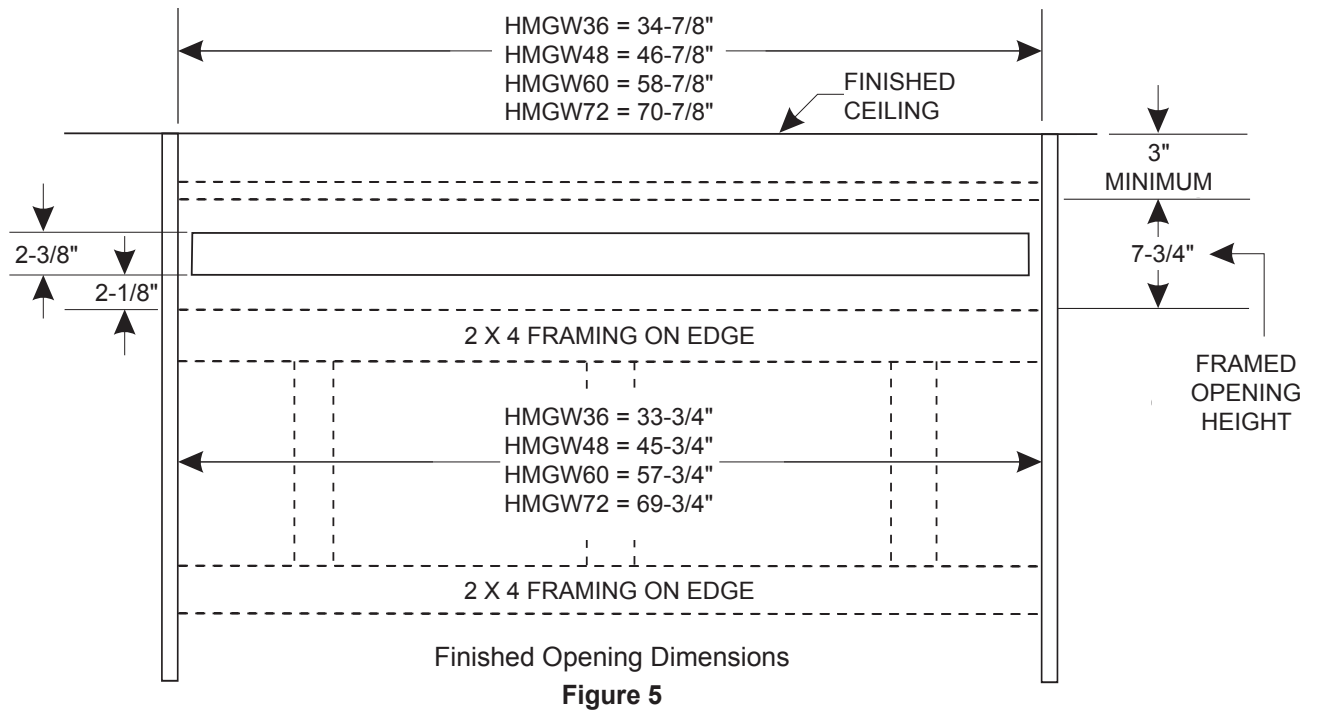 HMGW36 = 34-7/8"
HMGW48 = 46-7/8"
HMGW60 = 58-7/8"
HMGW72 = 70-7/8"
FINISHED
CEILING
3"
MINIMUM
2-3/8"
7-3/4"
2-1/8"
2 X 4 FRAMING ON EDGE
FRAMED
OPENING
HEIGHT
HMGW36 = 33-3/4"
HMGW48 = 45-3/4"
HMGW60 = 57-3/4"
HMGW72 = 69-3/4"
2 X 4 FRAMING ON EDGE
Finished Opening Dimensions
Figure 5